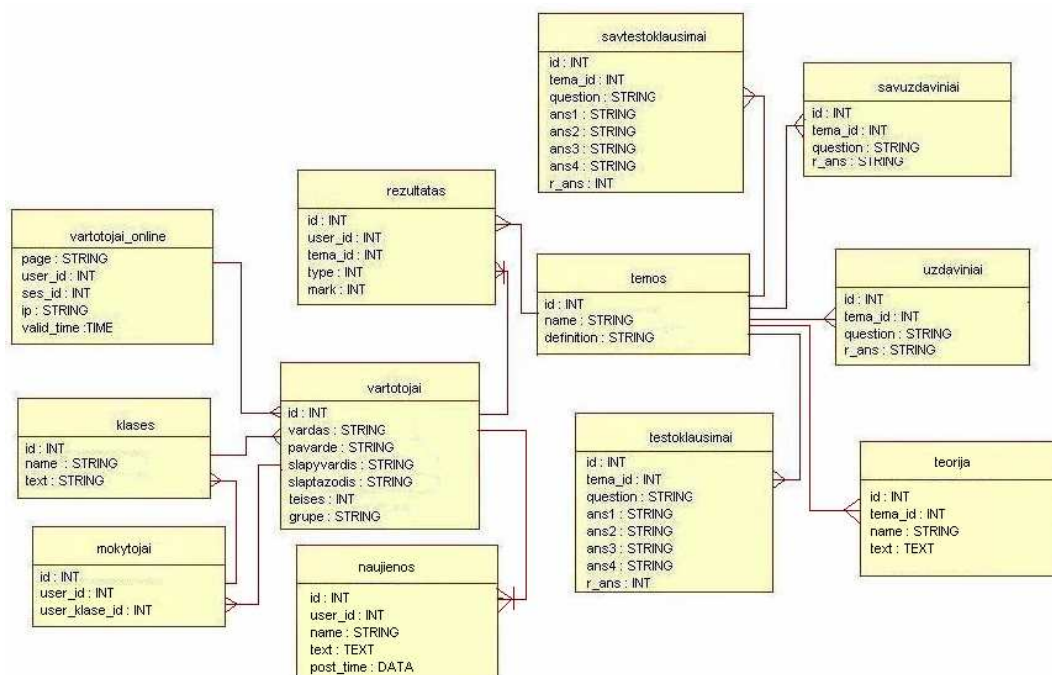 savtestoklausimai
id : INT
tema_id : INT
question : STRING
ans1 : STRING
ans2 : STRING
ans3 : STRING
ans4 : STRING
r_ans : INT
savuzdaviniai
id : INT
tema_id : INT
question : STRING
r_ans : STRING
rezultatas
id : INT
user_id : INT
tema_id : INT
type : INT
mark : INT
vartotojai_online
page : STRING
user_id : INT
ses_id : INT
ip : STRING
valid_time :TIME
temos
id : INT
name : STRING
definition : STRING
uzdaviniai
id : INT
tema_id : INT
question : STRING
r_ans : STRING
vartotojai
id : INT
vardas : STRING
pavarde : STRING
slapyvardis : STRING
slaptazodis : STRING
teises : INT
grupe : STRING
klases
id : INT
name : STRING
text : STRING
testoklausimai
id : INT
tema_id : INT
question : STRING
ans1 : STRING
ans2 : STRING
ans3 : STRING
ans4 : STRING
r_ans : INT
teorija
id : INT
tema_id : INT
name : STRING
text : TEXT
mokytojai
id : INT
user_id : INT
user_klase_id : INT
naujienos
id : INT
user_id : INT
name : STRING
text : TEXT
post_time : DATA